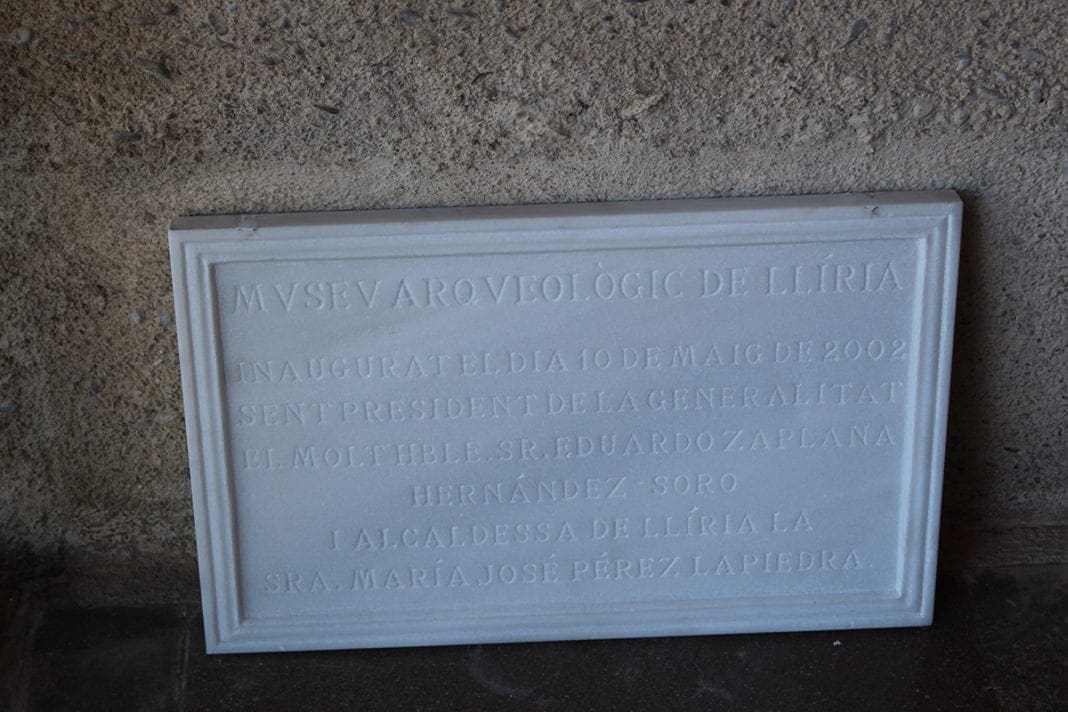 MVSEV ARQVEOLÒGIC DE LLÍRIA
INAUGURAT EL DIA 10 DE MAIG DE 2002
SENT PRESIDENT DE LA GENERALITAT
EL MOLT HBLE. SR. EDUARDO ZAPLANA
HERNÁNDEZ-SORO
I ALCALDESSA DE LLÍRIA LA
SRA. MARÍA JOSÉ PÉREZ LAPIEDRA.